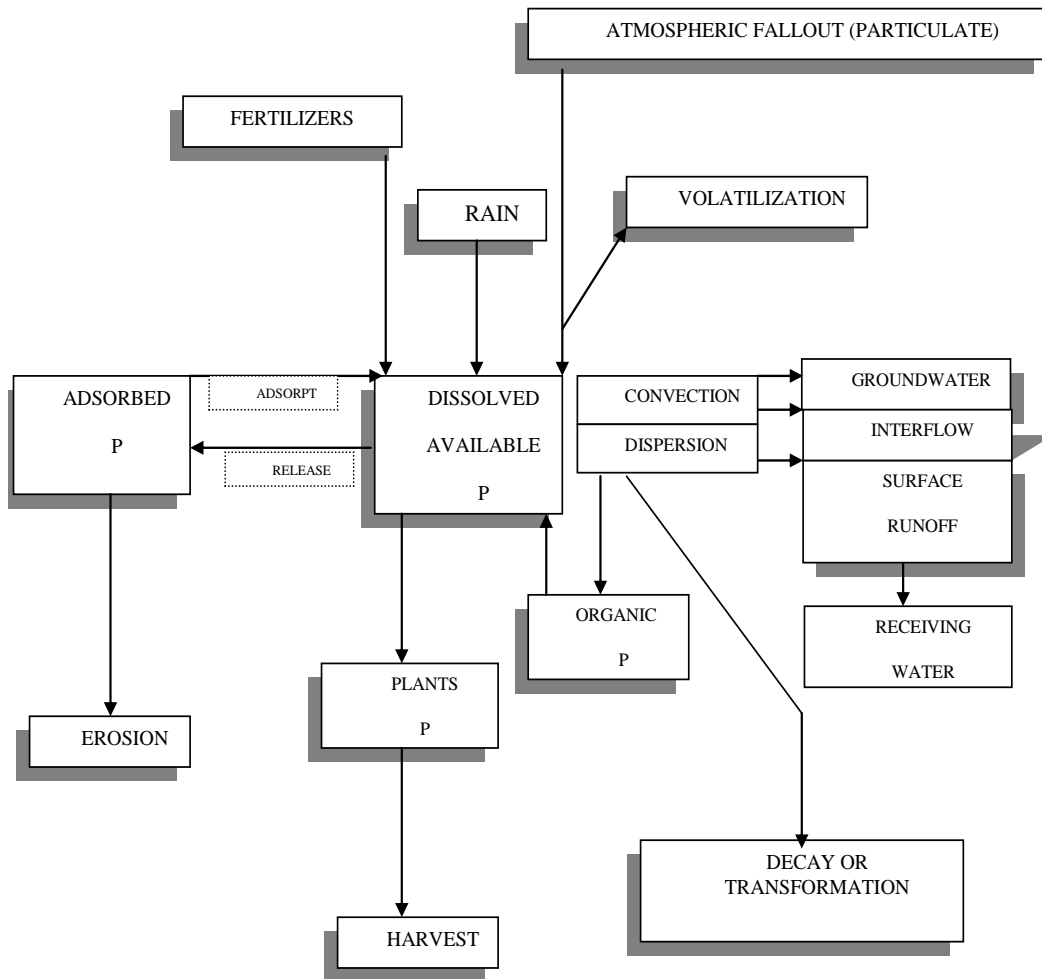 ATMOSPHERIC FALLOUT (PARTICULATE)
FERTILIZERS
VOLATILIZATION
RAIN
ADSORBED
P
ADSORPT
RELEASE
DISSOLVED
AVAILABLE
P
CONVECTION
DISPERSION
GROUNDWATER
INTERFLOW
SURFACE
RUNOFF
ORGANIC
P
RECEIVING
WATER
PLANTS
P
EROSION
DECAY OR
TRANSFORMATION
HARVEST